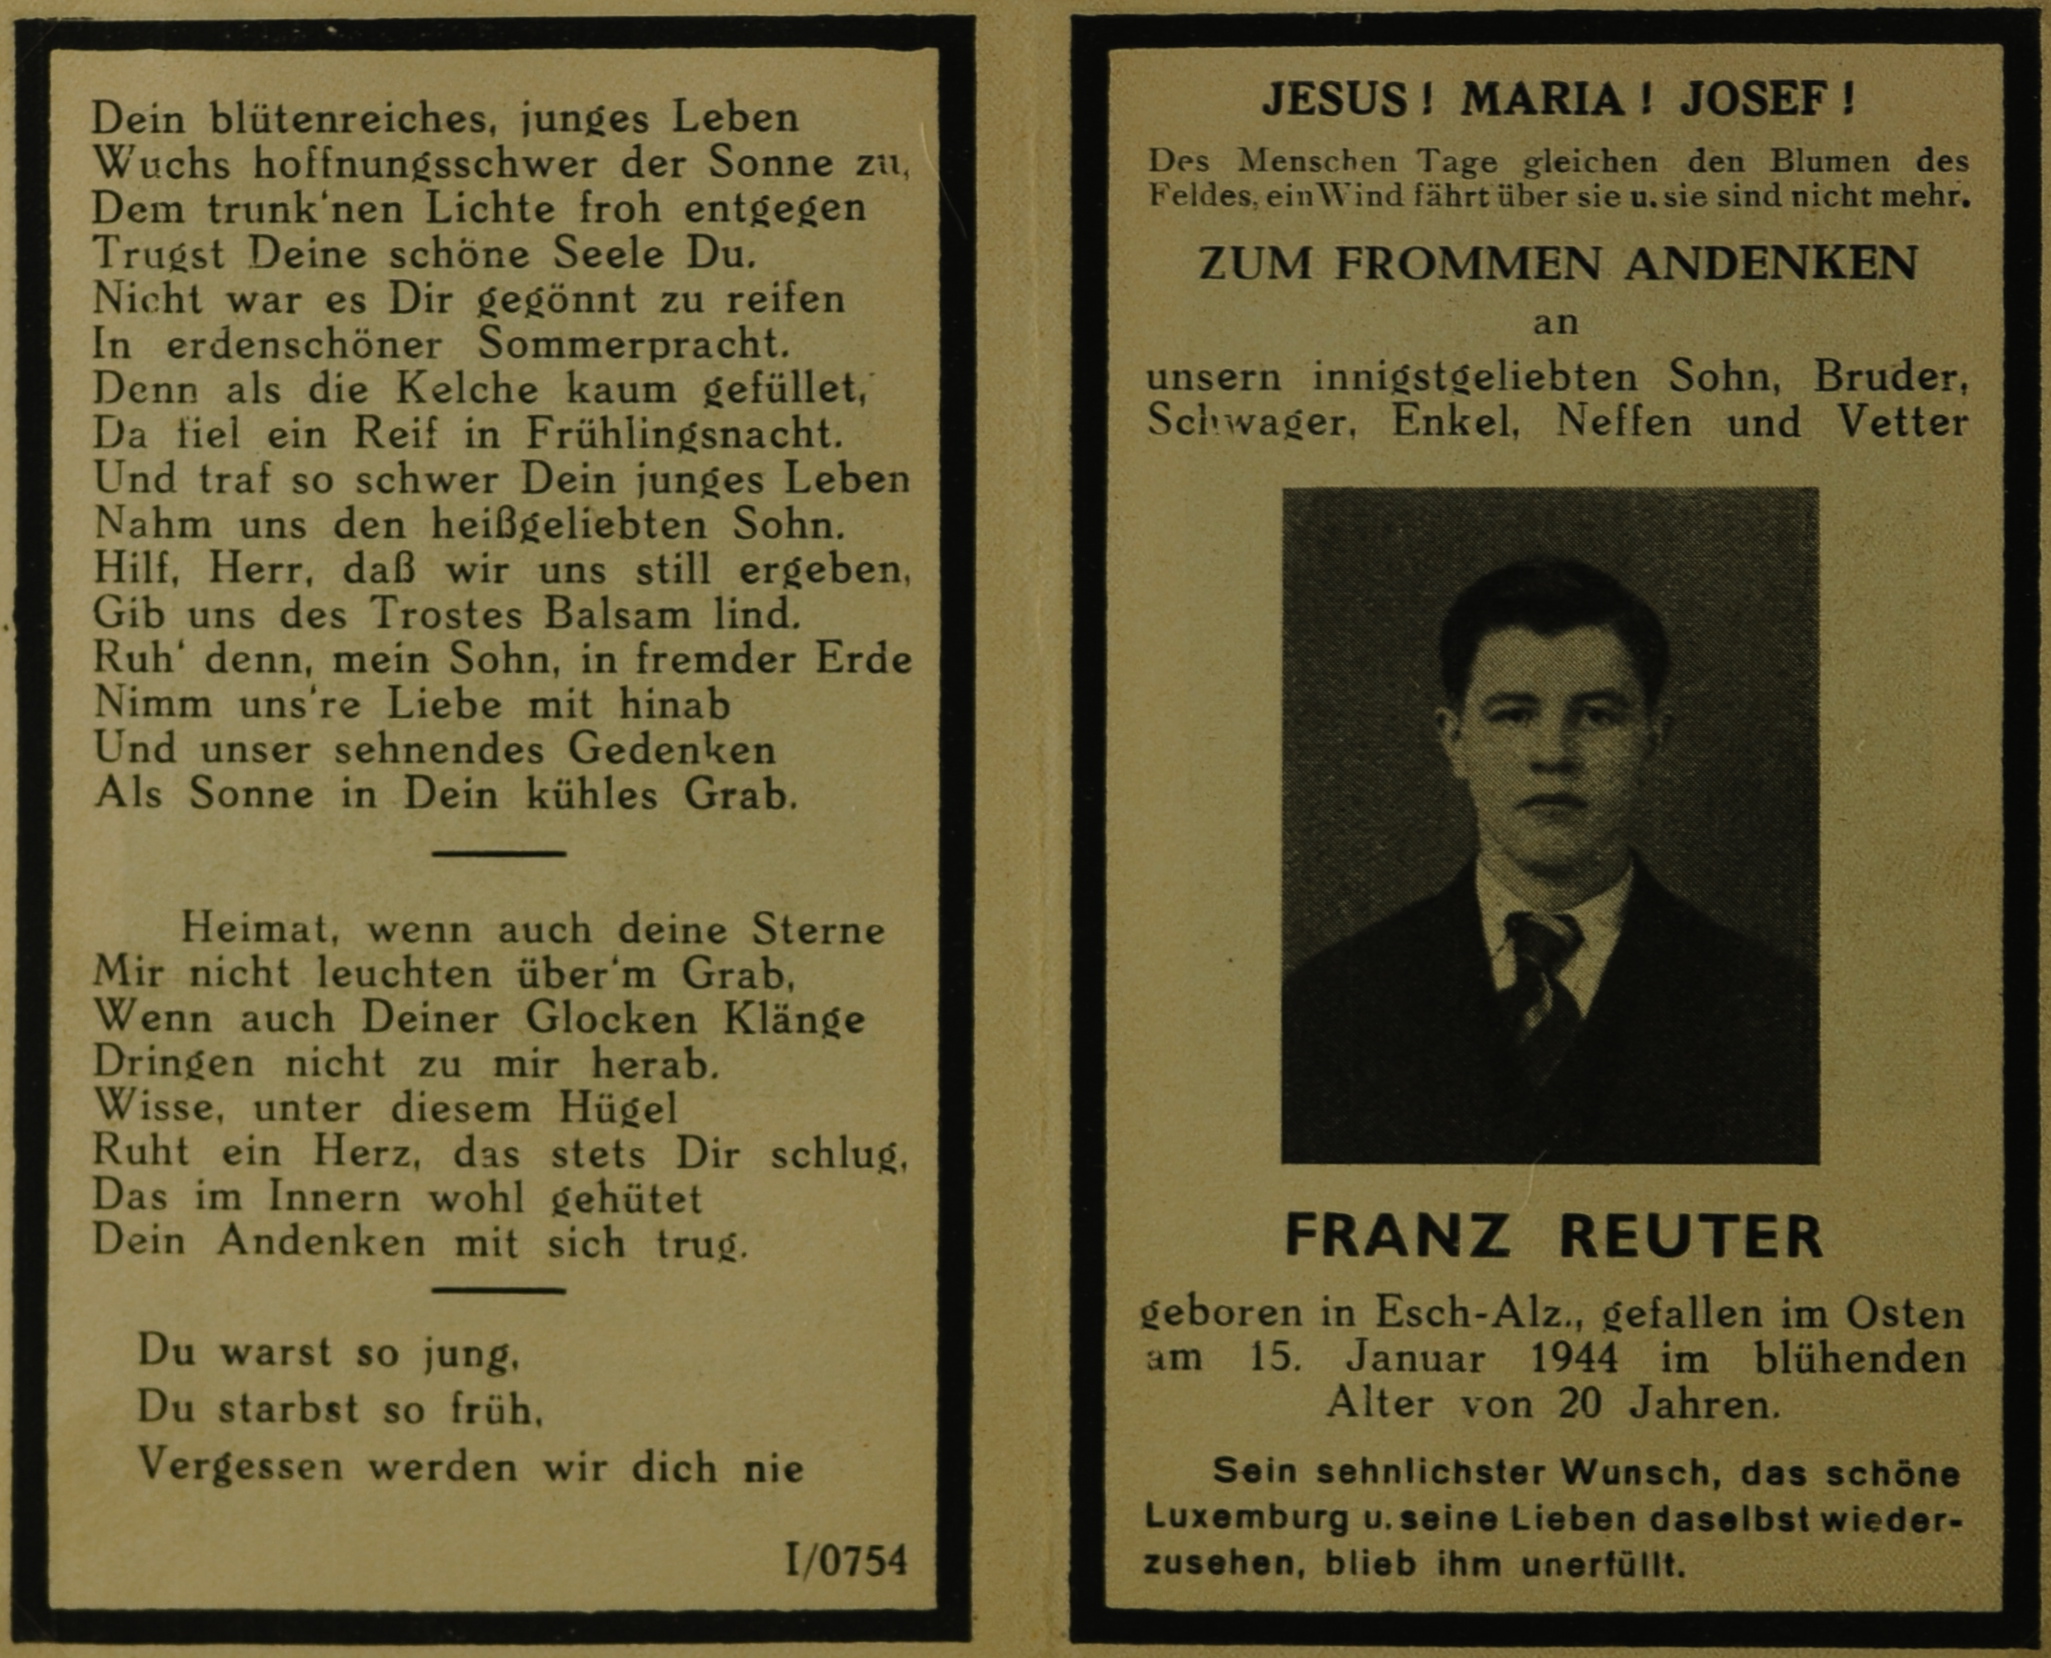 Dein blütenreiches, junges Leben
Wuchs hoffnungsschwer der Sonne zu,
Dem trunk'nen Lichte froh entgegen
Trugst Deine schöne Seele Du.
Nicht war es Dir gegönnt zu reifen
In erdenschöner Sommerpracht.
Denn als die Kelche kaum gefüllet,
Da fiel ein Reif in Frühlingsnacht.
Und traf so schwer Dein junges Leben
Nahm uns den heißgeliebten Sohn.
Hilf, Herr, daß wir uns still ergeben,
Gib uns des Trostes Balsam lind.
Ruh' denn, mein Sohn, in fremder Erde
Nimm uns're Liebe mit hinab
Und unser sehnendes Gedenken
Als Sonne in Dein kühles Grab.
Heimat, wenn auch deine Sterne
Mir nicht leuchten über'm Grab,
Wenn auch Deiner Glocken Klänge
Dringen nicht zu mir herab.
Wisse, unter diesem Hügel
Ruht ein Herz, das stets Dir schlug,
Das im Innern wohl gehütet
Dein Andenken mit sich trug.
Du warst so jung,
Du starbst so früh,
Vergessen werden wir dich nie
I/0754
JESUS! MARIA! JOSEF!
Des Menschen Tage gleichen den Blumen des
Feldes, ein Wind fährt über sie u. sie sind nicht mehr.
ZUM FROMMEN ANDENKEN
an
unsern innigstgeliebten Sohn, Bruder,
Schwager, Enkel, Neffen und Vetter
FRANZ REUTER
geboren in Esch-Alz., gefallen im Osten
am 15. Januar 1944 im blühenden
Alter von 20 Jahren.
Sein sehnlichster Wunsch, das schöne
Luxemburg u. seine Lieben daselbst wieder-
zusehen, blieb ihm unerfüllt.